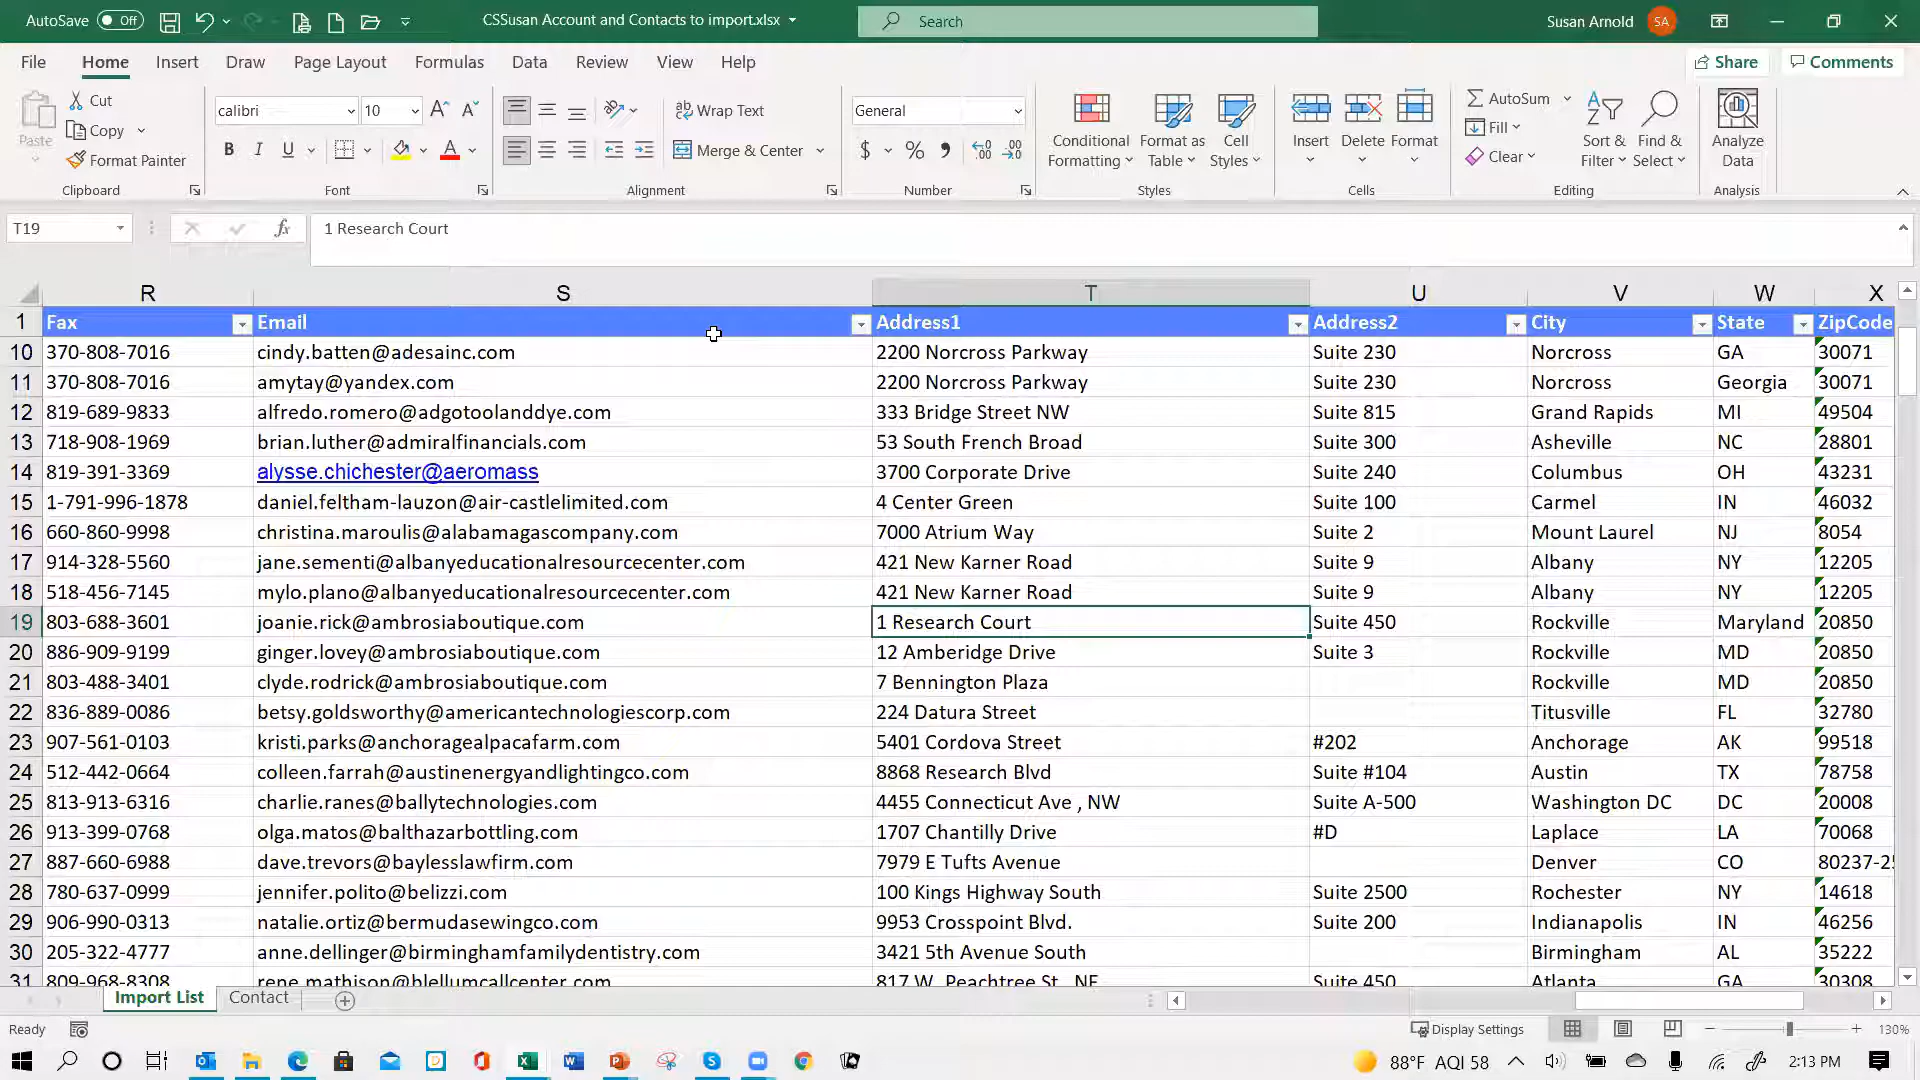 AutoSave Off CSSusan Account and Contacts to import.xlsx Search Susan Arnold SA
File Home Insert Draw Page Layout Formulas Data Review View Help Share Comments
Paste
Cut
Copy
Format Painter
Clipboard
calibri 10
B I U
Font
Wrap Text
Merge & Center
Alignment
General
$ % ,
Number
Conditional Formatting
Format as Table
Cell Styles
Styles
Insert
Delete
Format
Cells
AutoSum
Fill
Clear
Sort & Filter
Find & Select
Editing
Analyze Data
Analysis
T19 fx 1 Research Court
R S T U V W X
1 Fax Email Address1 Address2 City State ZipCode
10 370-808-7016 cindy.batten@adesainc.com 2200 Norcross Parkway Suite 230 Norcross GA 30071
11 370-808-7016 amytay@yandex.com 2200 Norcross Parkway Suite 230 Norcross Georgia 30071
12 819-689-9833 alfredo.romero@adgotoolanddye.com 333 Bridge Street NW Suite 815 Grand Rapids MI 49504
13 718-908-1969 brian.luther@admiralfinancials.com 53 South French Broad Suite 300 Asheville NC 28801
14 819-391-3369 alysse.chichester@aeromass 3700 Corporate Drive Suite 240 Columbus OH 43231
15 1-791-996-1878 daniel.feltham-lauzon@air-castlelimited.com 4 Center Green Suite 100 Carmel IN 46032
16 660-860-9998 christina.maroulis@alabamagascompany.com 7000 Atrium Way Suite 2 Mount Laurel NJ 8054
17 914-328-5560 jane.sementi@albanyeducationalresourcecenter.com 421 New Karner Road Suite 9 Albany NY 12205
18 518-456-7145 mylo.plano@albanyeducationalresourcecenter.com 421 New Karner Road Suite 9 Albany NY 12205
19 803-688-3601 joanie.rick@ambrosiaboutique.com 1 Research Court Suite 450 Rockville Maryland 20850
20 886-909-9199 ginger.lovey@ambrosiaboutique.com 12 Amberidge Drive Suite 3 Rockville MD 20850
21 803-488-3401 clyde.rodrick@ambrosiaboutique.com 7 Bennington Plaza Rockville MD 20850
22 836-889-0086 betsy.goldsworthy@americantechnologiescorp.com 224 Datura Street Titusville FL 32780
23 907-561-0103 kristi.parks@anchoragealpacafarm.com 5401 Cordova Street #202 Anchorage AK 99518
24 512-442-0664 colleen.farrah@austinenergyandlightingco.com 8868 Research Blvd Suite #104 Austin TX 78758
25 813-913-6316 charlie.ranes@ballytechnologies.com 4455 Connecticut Ave , NW Suite A-500 Washington DC DC 20008
26 913-399-0768 olga.matos@balthazarbottling.com 1707 Chantilly Drive #D Laplace LA 70068
27 887-660-6988 dave.trevors@baylesslawfirm.com 7979 E Tufts Avenue Denver CO 80237-25
28 780-637-0999 jennifer.polito@belizzi.com 100 Kings Highway South Suite 2500 Rochester NY 14618
29 906-990-0313 natalie.ortiz@bermudasewingco.com 9953 Crosspoint Blvd. Suite 200 Indianapolis IN 46256
30 205-322-4777 anne.dellinger@birminghamfamilydentistry.com 3421 5th Avenue South Birmingham AL 35222
31 809-968-8308 rene.mathison@blellumcallcenter.com 817 W. Peachtree St., NE Suite 450 Atlanta GA 30308
Import List Contact
Ready Display Settings 130%
88°F AQI 58 2:13 PM